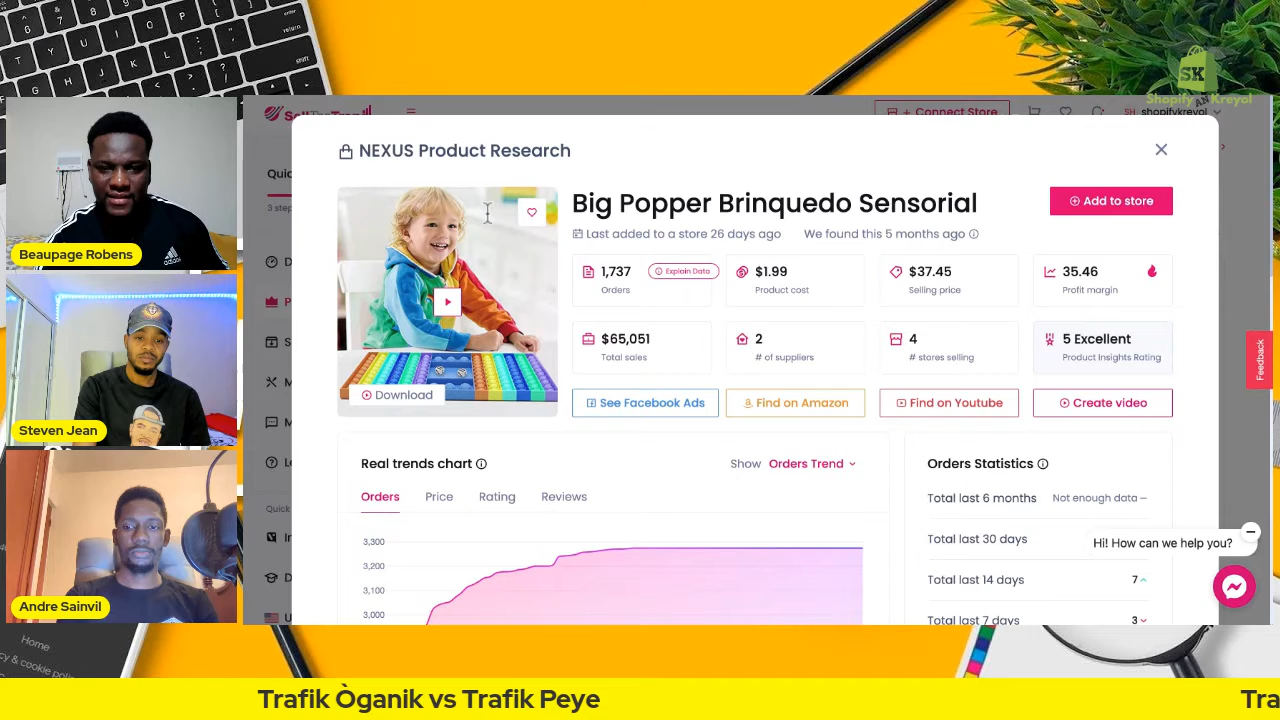 SK
Shopify Kreyol
Beaupage Robens
Steven Jean
Andre Sainvil
SellTheTrend
+ Connect Store
SH shopifykreyol
NEXUS Product Research
Big Popper Brinquedo Sensorial
Add to store
Last added to a store 26 days ago
We found this 5 months ago
1,737
Explain Data
Orders
$1.99
Product cost
$37.45
Selling price
35.46
Profit margin
$65,051
Total sales
2
# of suppliers
4
# stores selling
5 Excellent
Product Insights Rating
Download
See Facebook Ads
Find on Amazon
Find on Youtube
Create video
Feedback
Real trends chart
Show Orders Trend
Orders Price Rating Reviews
3,300
3,200
3,100
3,000
Orders Statistics
Total last 6 months Not enough data –
Total last 30 days
Total last 14 days 7
Total last 7 days 3
Hi! How can we help you?
Home
Trafik Òganik vs Trafik Peye
Tra